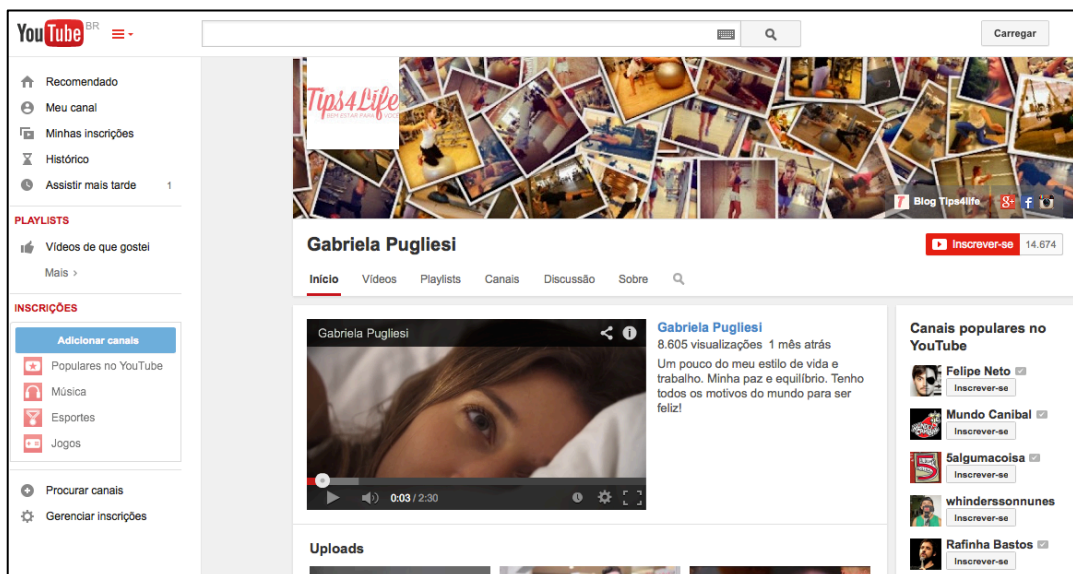 YouTube BR
Carregar
Recomendado
Meu canal
Minhas inscrições
Histórico
Assistir mais tarde 1
PLAYLISTS
Vídeos de que gostei
Mais >
INSCRIÇÕES
Adicionar canais
Populares no YouTube
Música
Esportes
Jogos
Procurar canais
Gerenciar inscrições
Tips4Life
BEM ESTAR PARA VOCÊ
T Blog Tips4life g+ f
Gabriela Pugliesi
Inscrever-se 14.674
Início Vídeos Playlists Canais Discussão Sobre
Gabriela Pugliesi
0:03 / 2:30
Gabriela Pugliesi
8.605 visualizações 1 mês atrás
Um pouco do meu estilo de vida e
trabalho. Minha paz e equilíbrio. Tenho
todos os motivos do mundo para ser
feliz!
Uploads
Canais populares no
YouTube
Felipe Neto
Inscrever-se
Mundo Canibal
Inscrever-se
5algumacoisa
Inscrever-se
whinderssonnunes
Inscrever-se
Rafinha Bastos
Inscrever-se